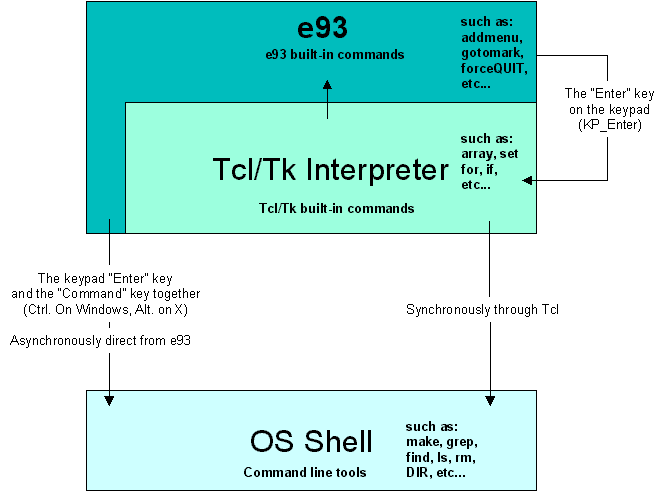 e93
e93 built-in commands
such as:
addmenu,
gotomark,
forceQUIT,
etc...
The "Enter" key
on the keypad
(KP_Enter)
Tcl/Tk Interpreter
Tcl/Tk built-in commands
such as:
array, set
for, if,
etc...
The keypad "Enter" key
and the "Command" key together
(Ctrl. On Windows, Alt. on X)
Asynchronously direct from e93
Synchronously through Tcl
OS Shell
Command line tools
such as:
make, grep,
find, ls, rm,
DIR, etc...